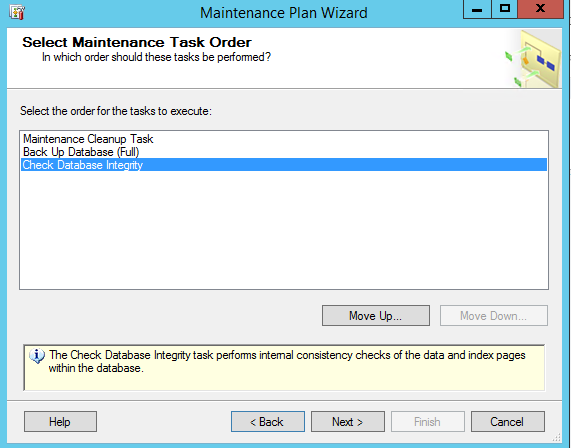 Maintenance Plan Wizard
Select Maintenance Task Order
In which order should these tasks be performed?
Select the order for the tasks to execute:
Maintenance Cleanup Task
Back Up Database (Full)
Check Database Integrity
Move Up...
Move Down...
The Check Database Integrity task performs internal consistency checks of the data and index pages
within the database.
Help
< Back
Next >
Finish
Cancel